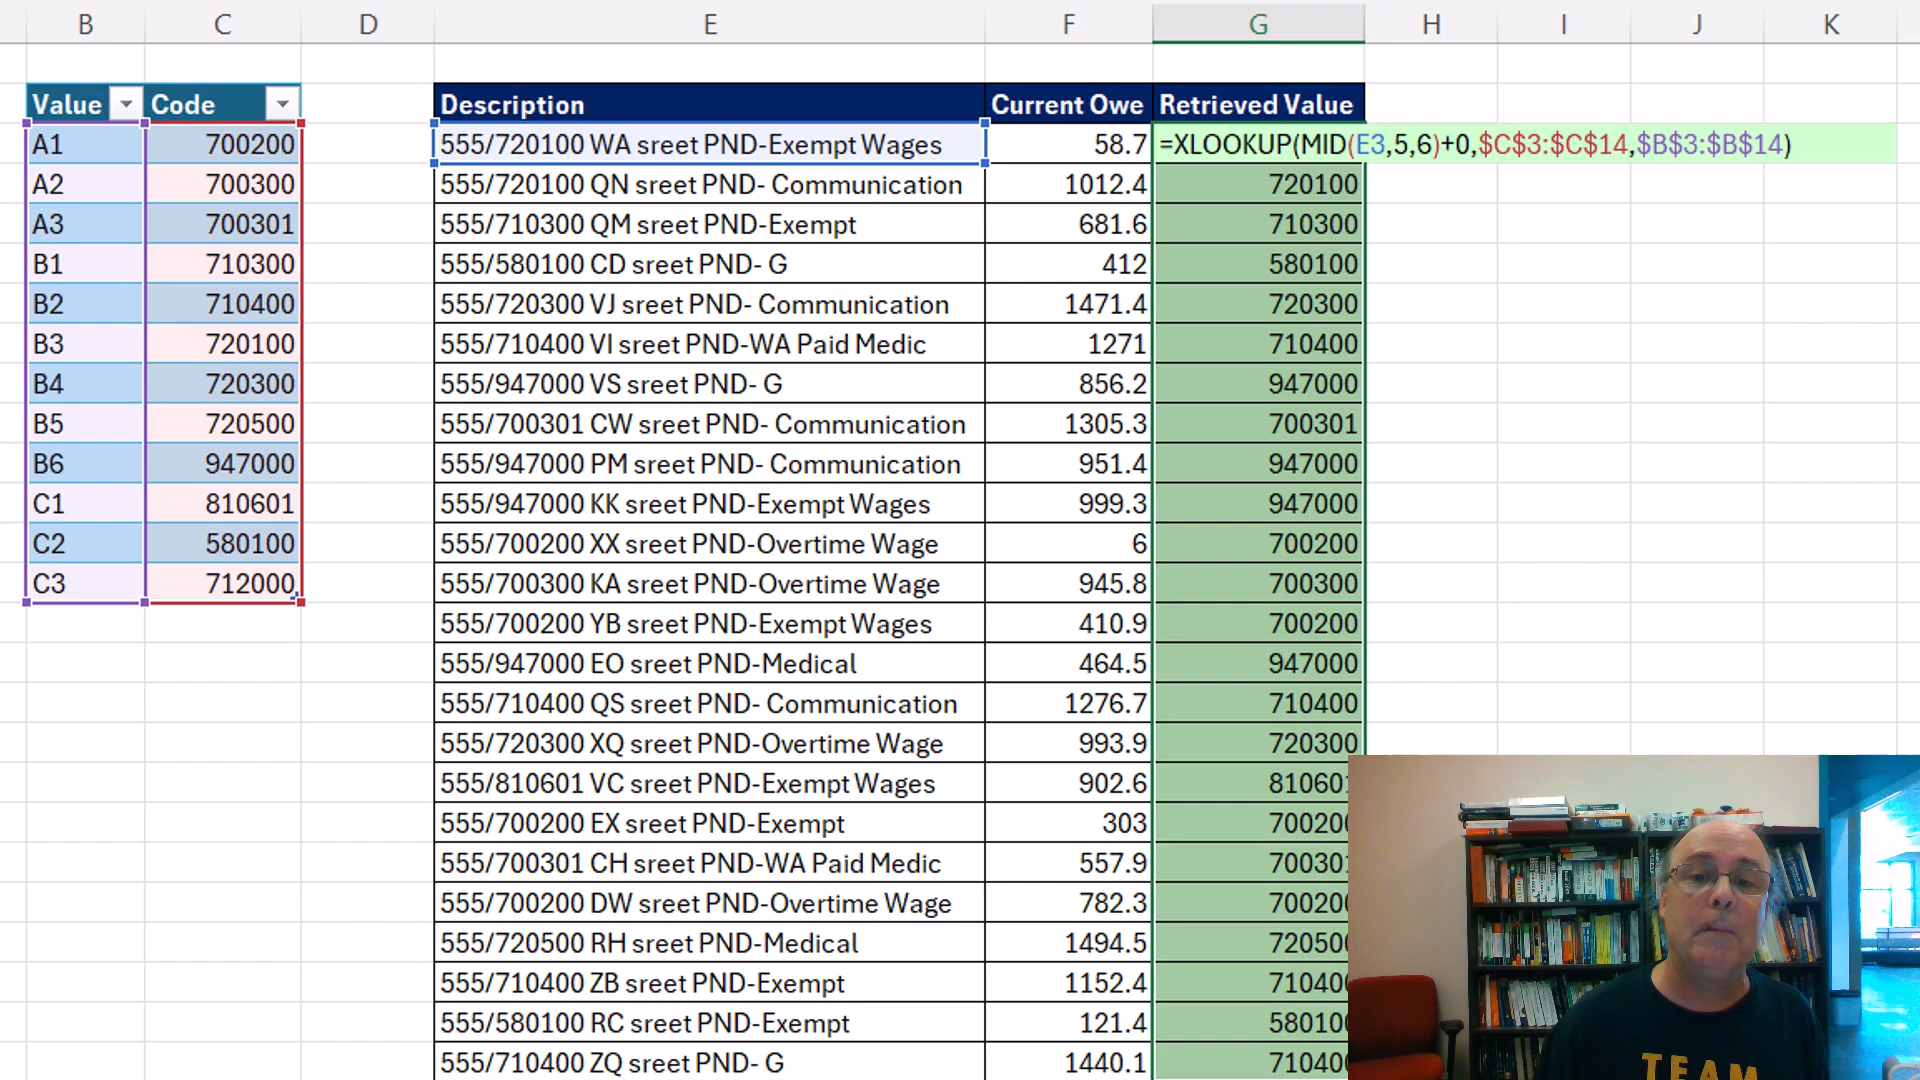 B C D E F G H I J K
Value Code Description Current Owe Retrieved Value
A1 700200 555/720100 WA sreet PND-Exempt Wages 58.7 =XLOOKUP(MID(E3,5,6)+0,$C$3:$C$14,$B$3:$B$14)
A2 700300 555/720100 QN sreet PND- Communication 1012.4 720100
A3 700301 555/710300 QM sreet PND-Exempt 681.6 710300
B1 710300 555/580100 CD sreet PND- G 412 580100
B2 710400 555/720300 VJ sreet PND- Communication 1471.4 720300
B3 720100 555/710400 VI sreet PND-WA Paid Medic 1271 710400
B4 720300 555/947000 VS sreet PND- G 856.2 947000
B5 720500 555/700301 CW sreet PND- Communication 1305.3 700301
B6 947000 555/947000 PM sreet PND- Communication 951.4 947000
C1 810601 555/947000 KK sreet PND-Exempt Wages 999.3 947000
C2 580100 555/700200 XX sreet PND-Overtime Wage 6 700200
C3 712000 555/700300 KA sreet PND-Overtime Wage 945.8 700300
555/700200 YB sreet PND-Exempt Wages 410.9 700200
555/947000 EO sreet PND-Medical 464.5 947000
555/710400 QS sreet PND- Communication 1276.7 710400
555/720300 XQ sreet PND-Overtime Wage 993.9 720300
555/810601 VC sreet PND-Exempt Wages 902.6 810601
555/700200 EX sreet PND-Exempt 303 700200
555/700301 CH sreet PND-WA Paid Medic 557.9 700301
555/700200 DW sreet PND-Overtime Wage 782.3 700200
555/720500 RH sreet PND-Medical 1494.5 720500
555/710400 ZB sreet PND-Exempt 1152.4 710400
555/580100 RC sreet PND-Exempt 121.4 580100
555/710400 ZQ sreet PND- G 1440.1 710400
TEAM